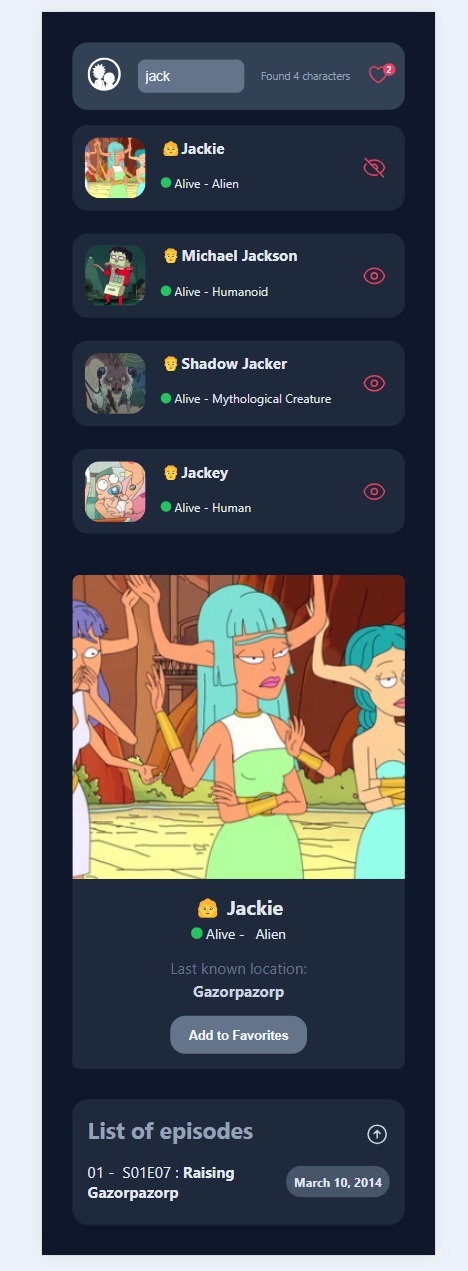 jack
Found 4 characters
2
Jackie
Alive - Alien
Michael Jackson
Alive - Humanoid
Shadow Jacker
Alive - Mythological Creature
Jackey
Alive - Human
Jackie
Alive - Alien
Last known location:
Gazorpazorp
Add to Favorites
List of episodes
01 - S01E07 : Raising
Gazorpazorp
March 10, 2014